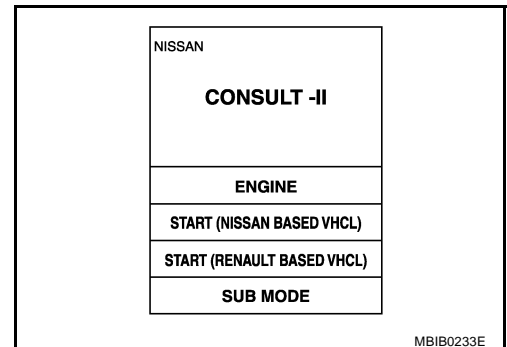 NISSAN
CONSULT -II
ENGINE
START (NISSAN BASED VHCL)
START (RENAULT BASED VHCL)
SUB MODE
MBIB0233E